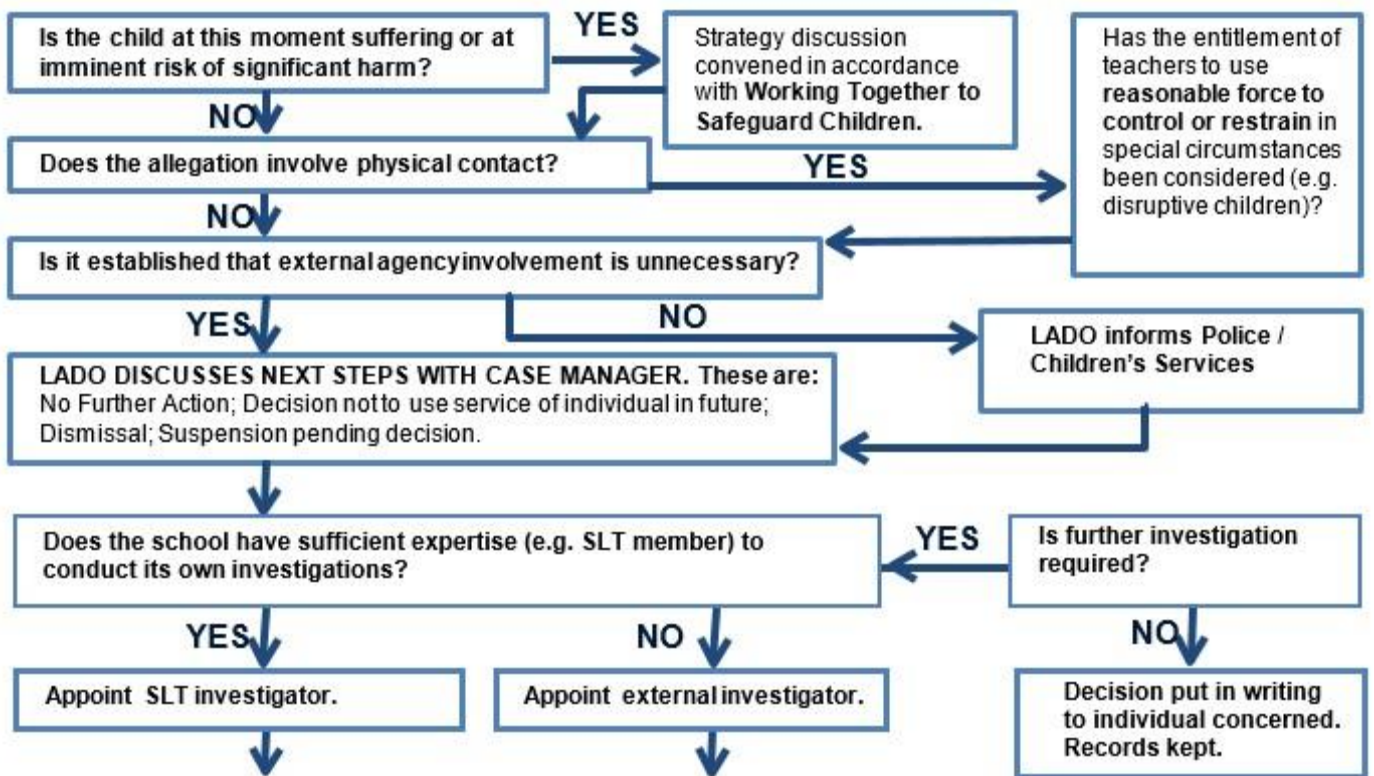 Is the child at this moment suffering or at
imminent risk of significant harm?
YES
Strategy discussion
convened in accordance
with Working Together to
Safeguard Children.
Has the entitlement of
teachers to use
reasonable force to
control or restrain in
special circumstances
been considered (e.g.
disruptive children)?
NO
Does the allegation involve physical contact?
YES
NO
Is it established that external agency involvement is unnecessary?
YES
NO
LADO informs Police /
Children's Services
LADO DISCUSSES NEXT STEPS WITH CASE MANAGER. These are:
No Further Action; Decision not to use service of individual in future;
Dismissal; Suspension pending decision.
Does the school have sufficient expertise (e.g. SLT member) to
conduct its own investigations?
YES
Is further investigation
required?
YES
NO
NO
Appoint SLT investigator.
Appoint external investigator.
Decision put in writing
to individual concerned.
Records kept.